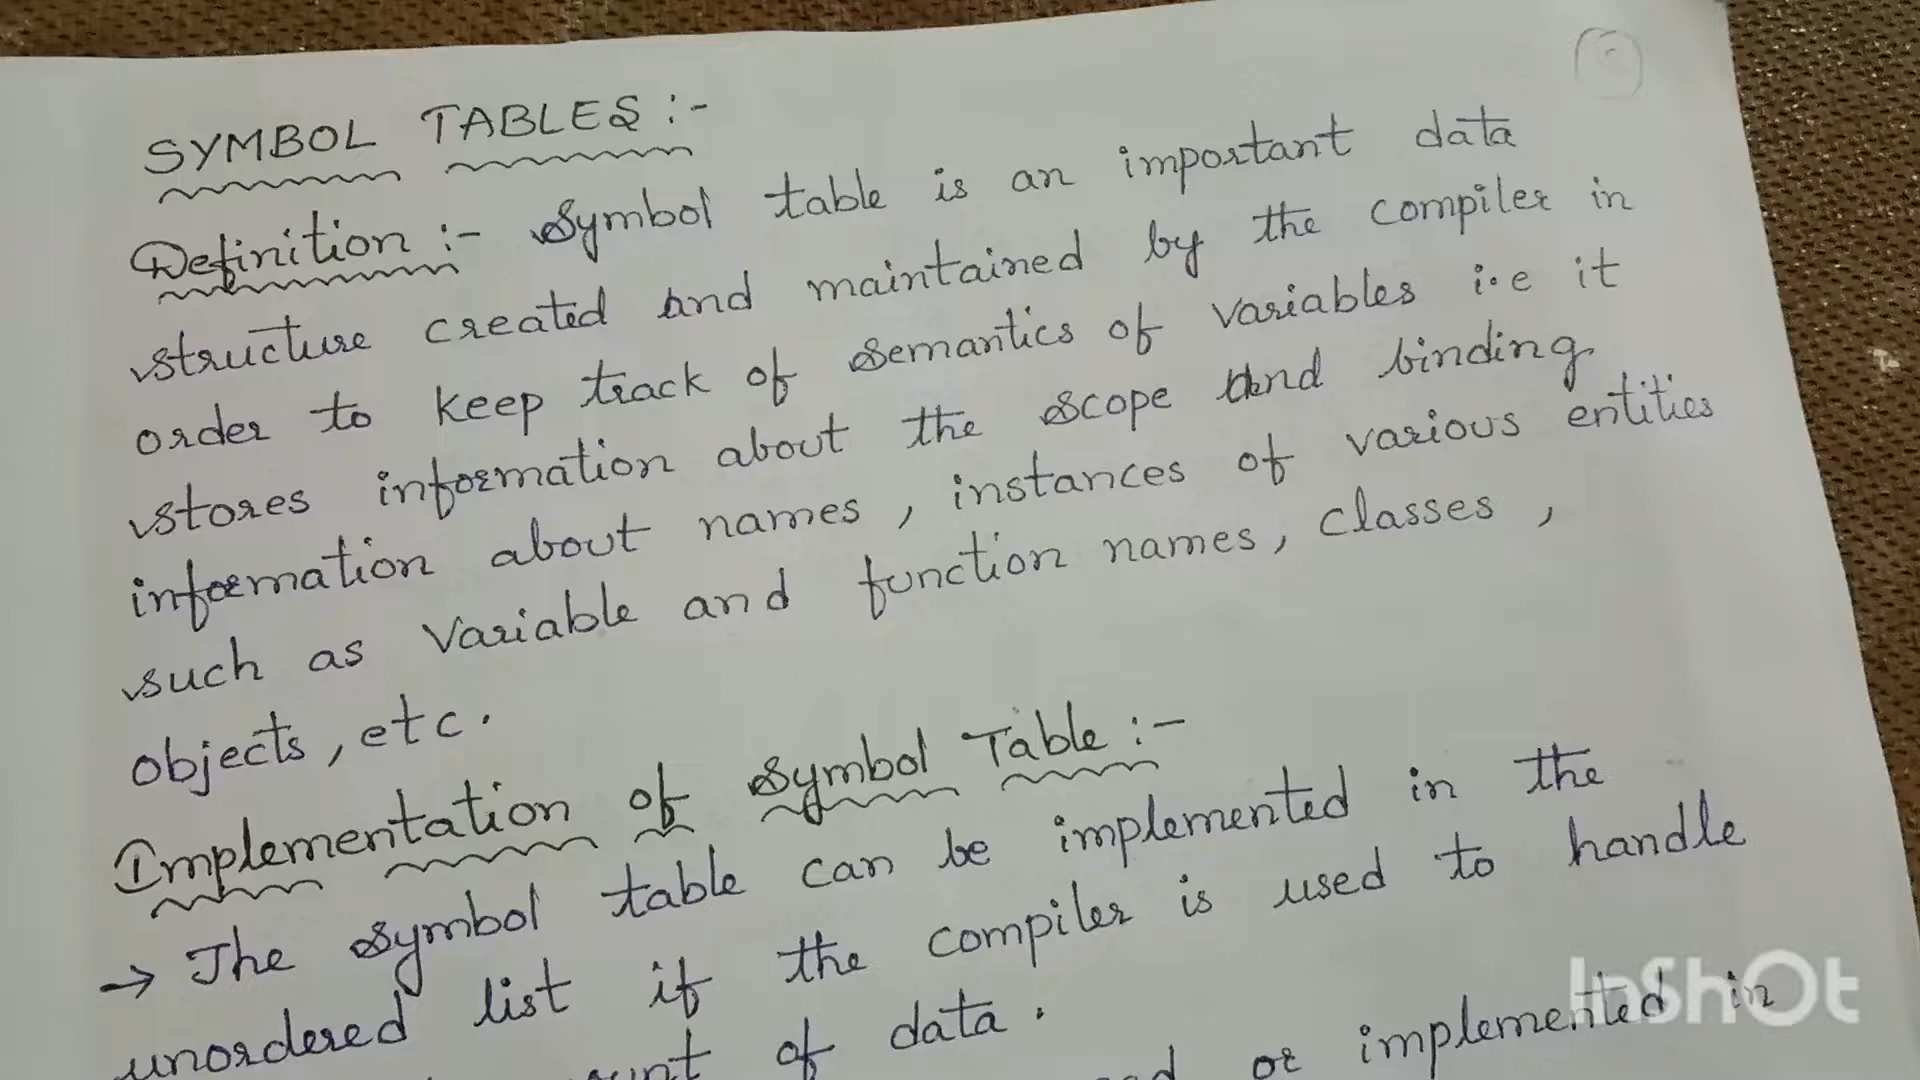 SYMBOL TABLES :-
Definition :- Symbol table is an important data
structure created and maintained by the compiler in
order to keep track of semantics of variables i.e it
stores information about the scope and binding
information about names, instances of various entities
such as variable and function names, classes,
objects, etc.
Implementation of Symbol Table :-
→ The symbol table can be implemented in the
unordered list if the compiler is used to handle
of data.
or implemented in
InShOt